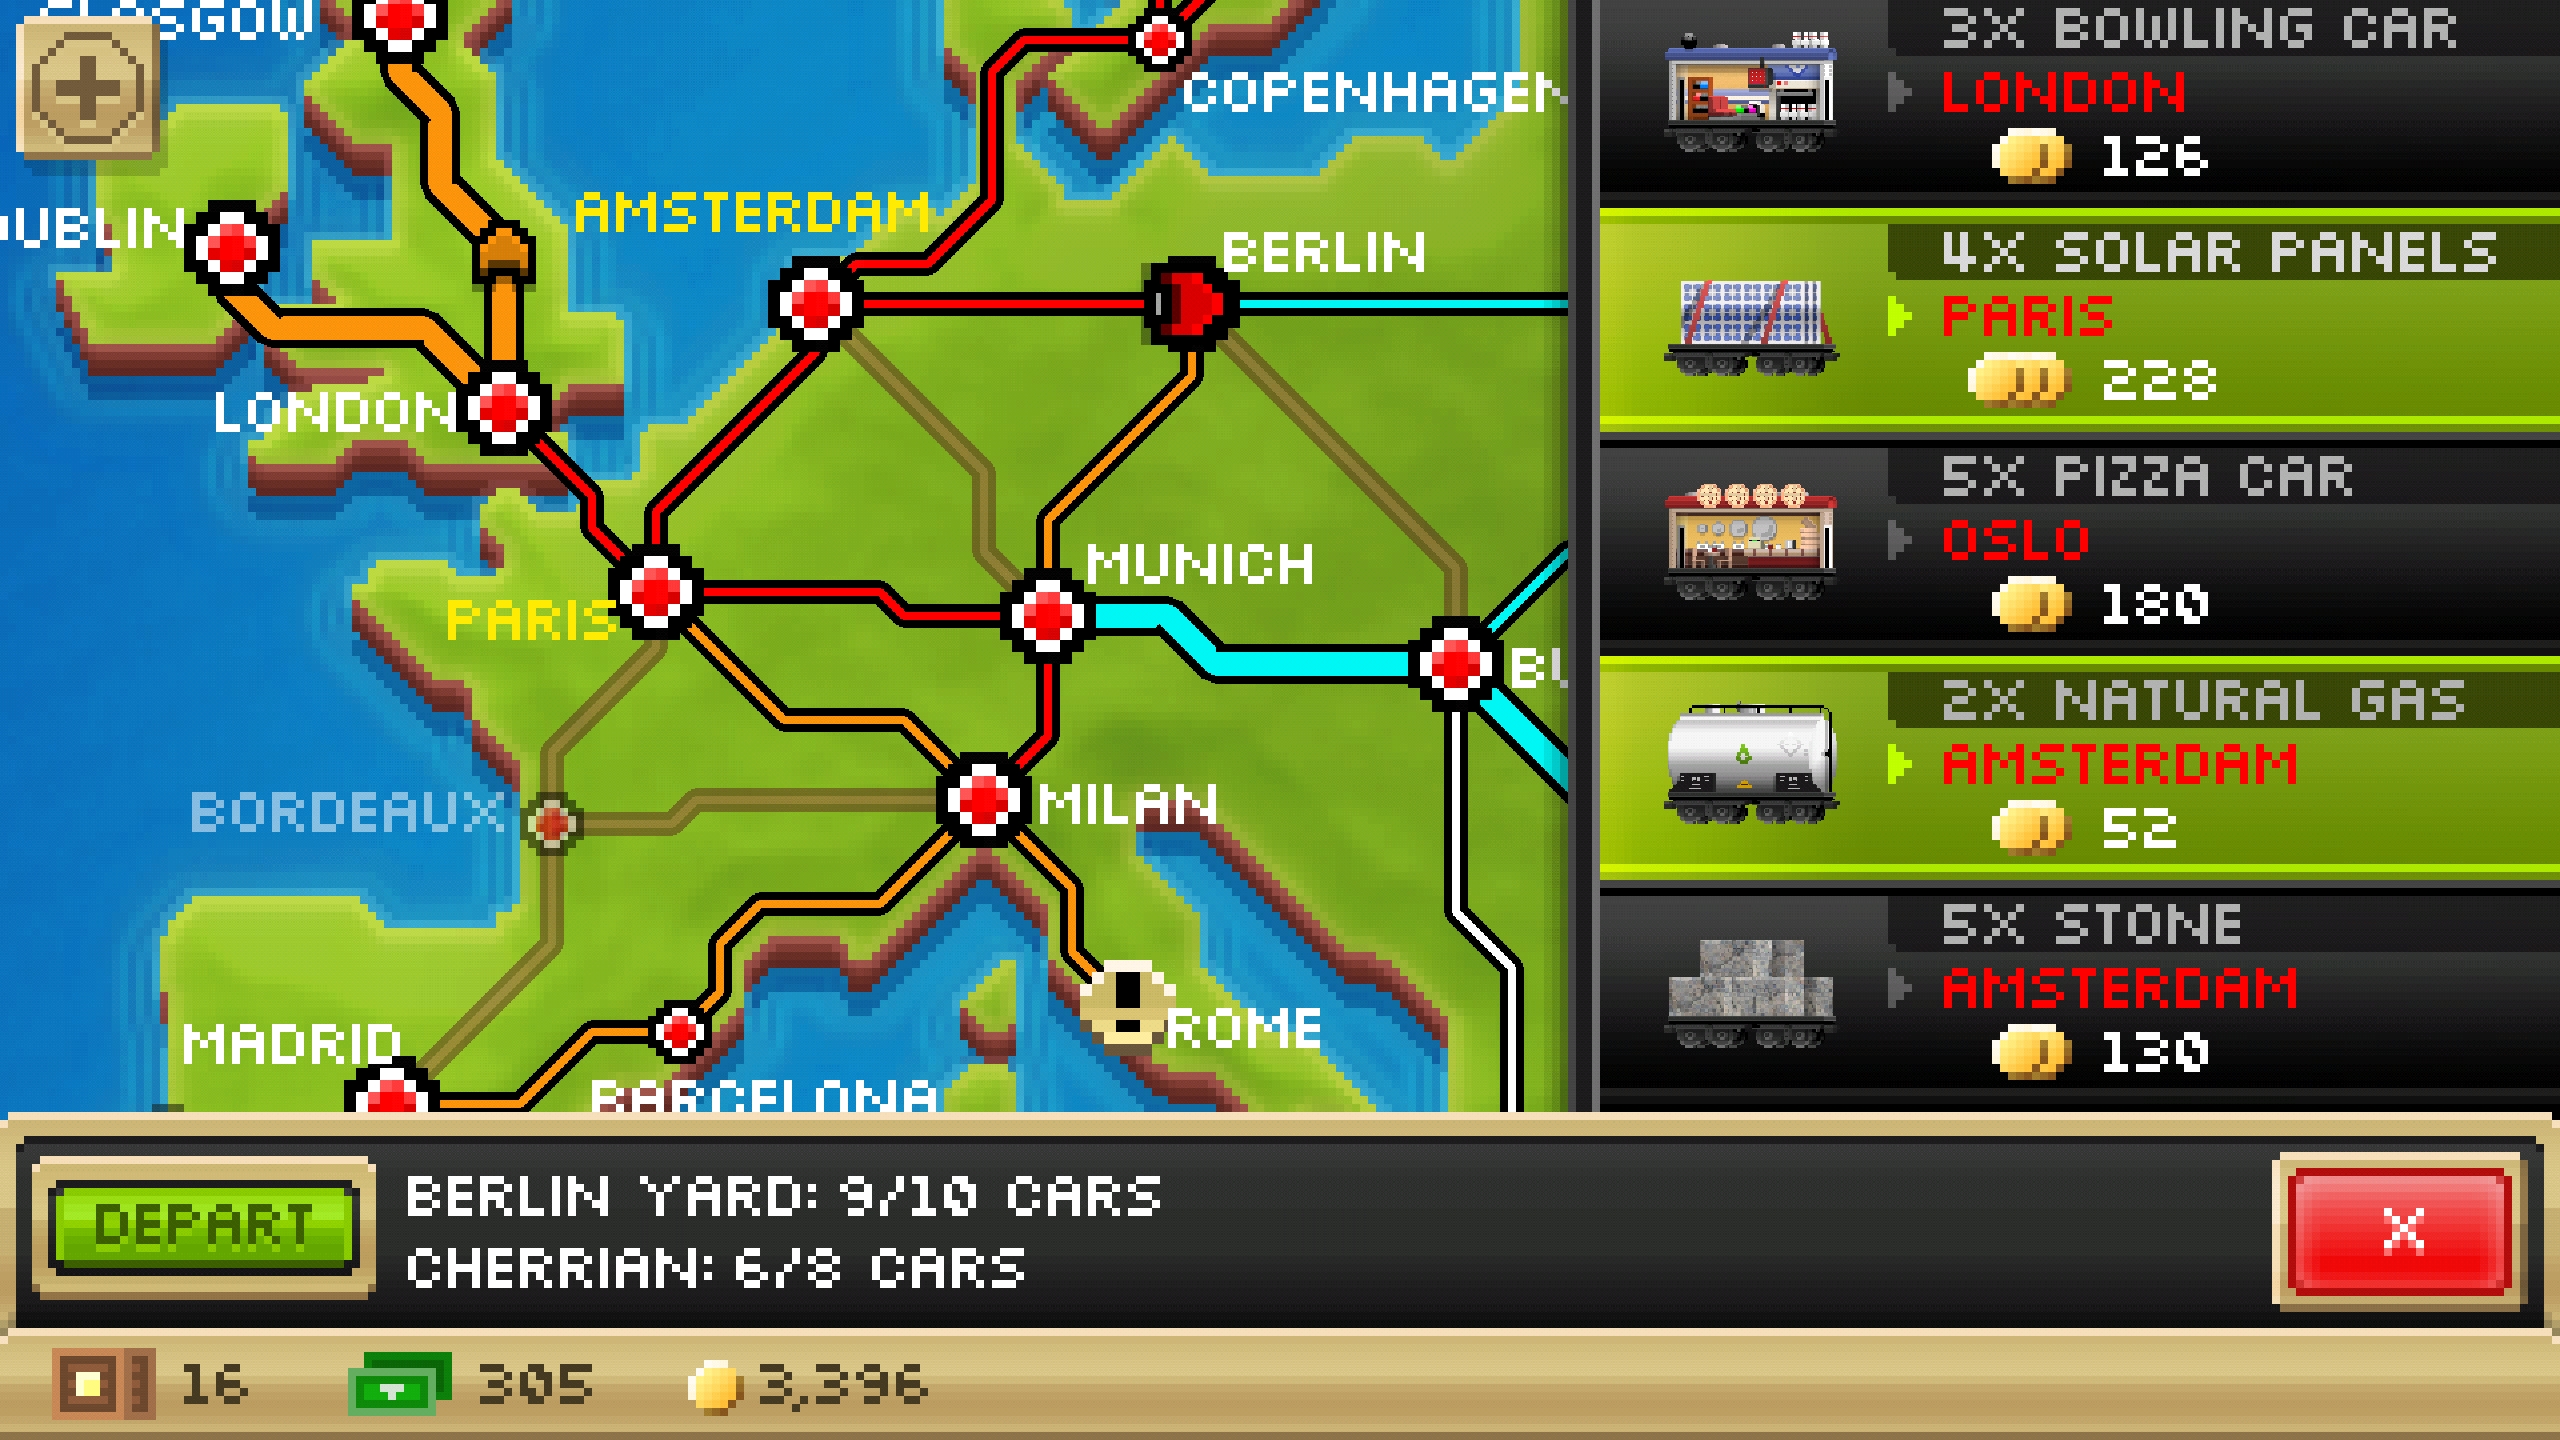 COPENHAGEN
AMSTERDAM
BERLIN
LONDON
MUNICH
PARIS
BORDEAUX
MILAN
MADRID
ROME
BARCELONA
3X BOWLING CAR
LONDON
126
4X SOLAR PANELS
PARIS
228
5X PIZZA CAR
OSLO
180
2X NATURAL GAS
AMSTERDAM
52
5X STONE
AMSTERDAM
130
DEPART
BERLIN YARD: 9/10 CARS
CHERRIAN: 6/8 CARS
X
16
305
3,396